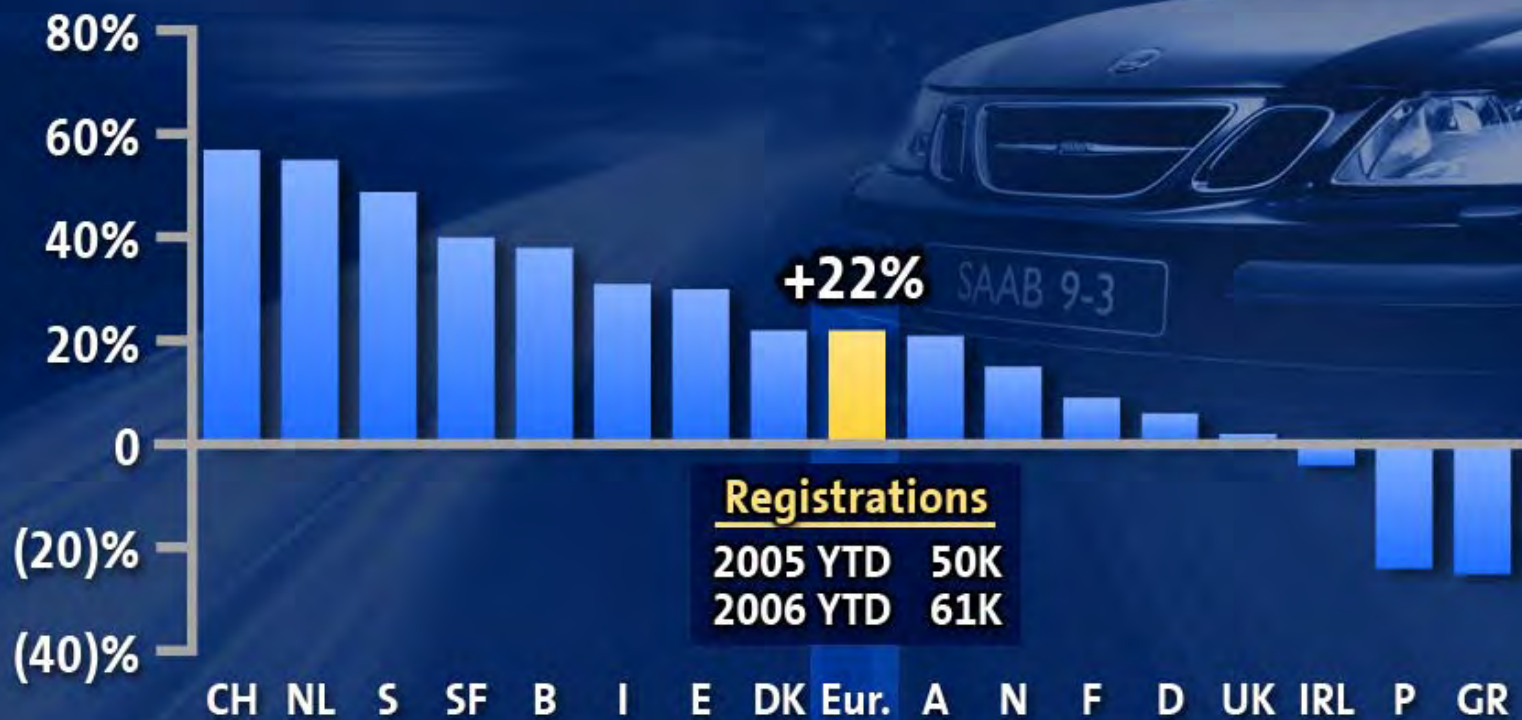 80%
60%
40%
20%
0
(20)%
(40)%
+22%
SAAB 9-3
Registrations
2005 YTD 50K
2006 YTD 61K
CH NL S SF B I E DK Eur. A N F D UK IRL P GR